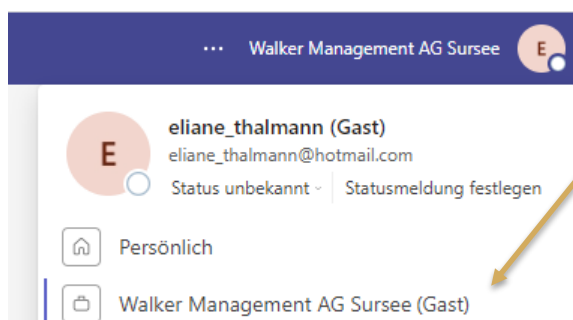 ··· Walker Management AG Sursee E
E
eliane_thalmann (Gast)
eliane_thalmann@hotmail.com
Status unbekannt Statusmeldung festlegen
Persönlich
Walker Management AG Sursee (Gast)